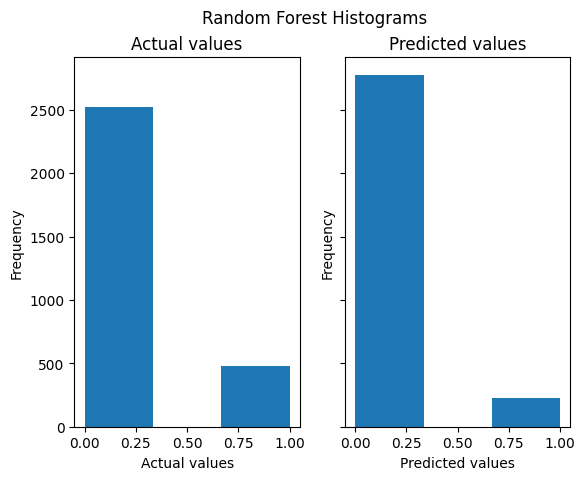 Random Forest Histograms
Actual values
Predicted values
Frequency
2500
2000
1500
1000
500
0
0.00 0.25 0.50 0.75 1.00
Actual values
Frequency
0.00 0.25 0.50 0.75 1.00
Predicted values